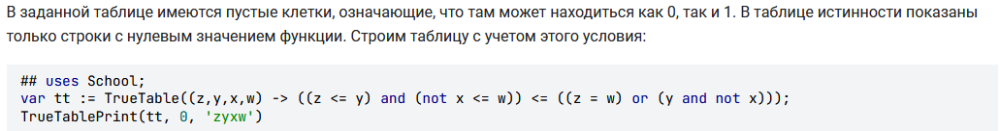 В заданной таблице имеются пустые клетки, означающие, что там может находиться как 0, так и 1. В таблице истинности показаны
только строки с нулевым значением функции. Строим таблицу с учетом этого условия:
## uses School;
var tt := TrueTable((z,y,x,w) -> ((z <= y) and (not x <= w)) <= ((z = w) or (y and not x)));
TrueTablePrint(tt, 0, 'zyxw')